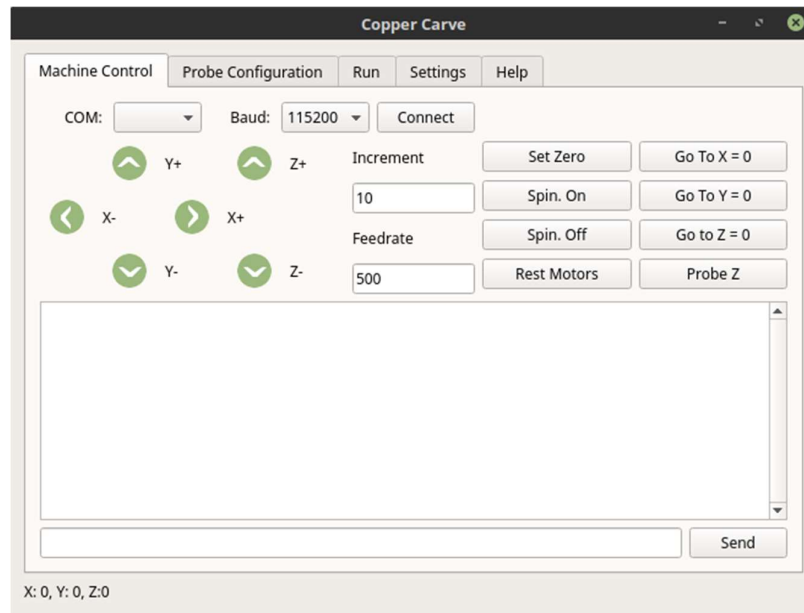 Copper Carve
Machine Control Probe Configuration Run Settings Help
COM: Baud: 115200 Connect
Y+ Z+ Increment Set Zero Go To X = 0
10 Spin. On Go To Y = 0
X- X+
Feedrate Spin. Off Go to Z = 0
Y- Z- 500 Rest Motors Probe Z
Send
X: 0, Y: 0, Z:0